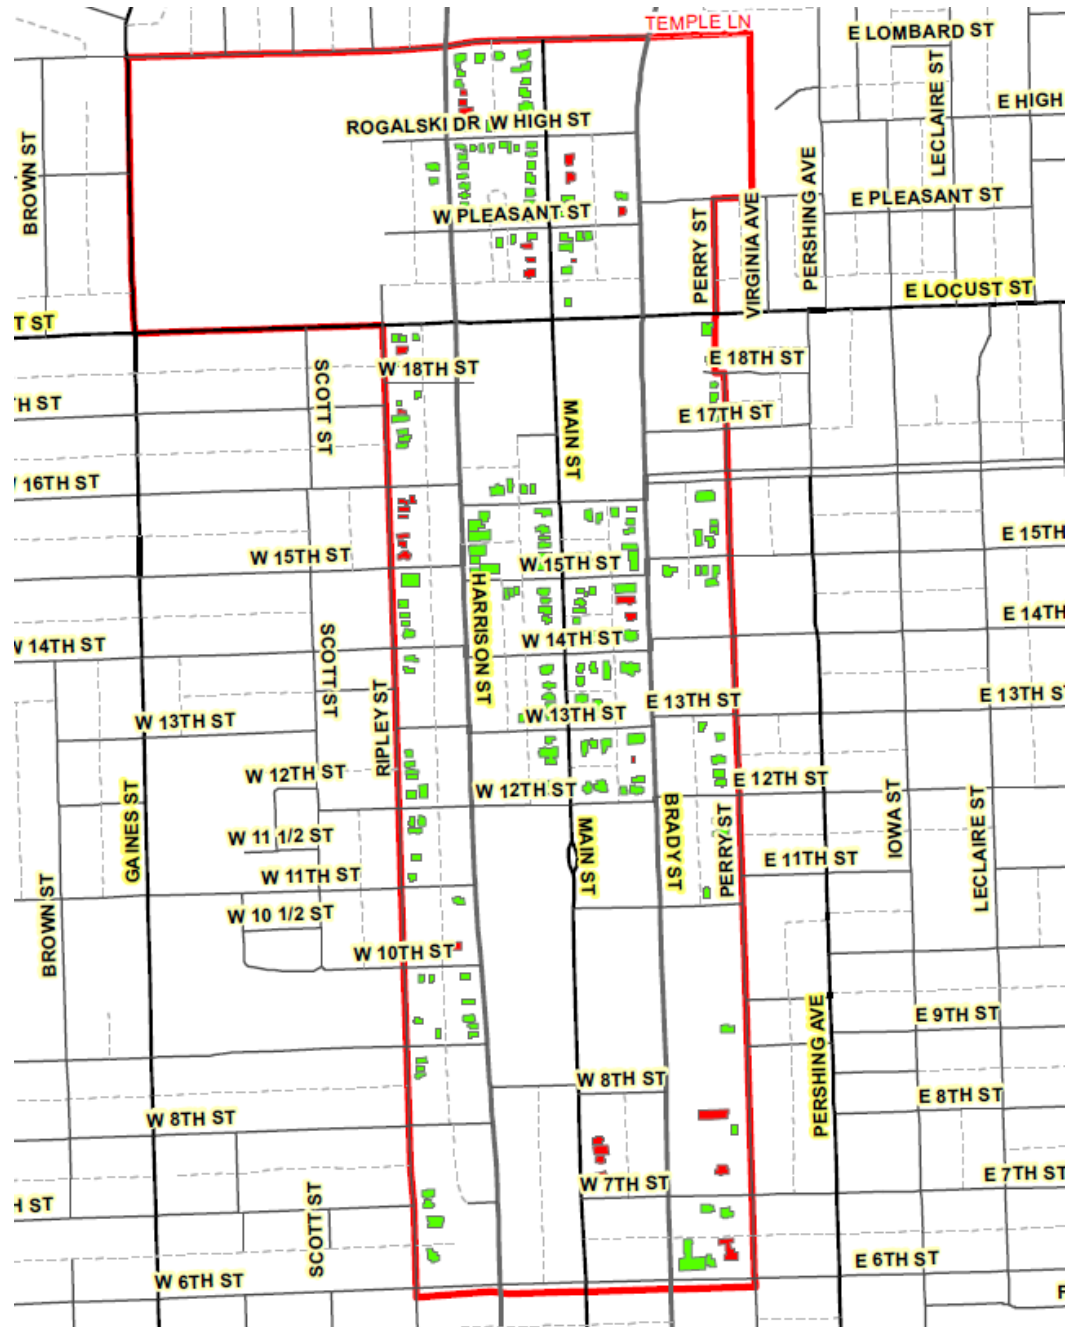 TEMPLE LN
E LOMBARD ST
LECLAIRE ST
E HIGH
ROGALSKI DR
W HIGH ST
BROWN ST
PERSHING AVE
E PLEASANT ST
W PLEASANT ST
PERRY ST
VIRGINIA AVE
E LOCUST ST
T ST
E 18TH ST
W 18TH ST
SCOTT ST
H ST
MAIN ST
E 17TH ST
16TH ST
E 15TH
W 15TH ST
W 15TH ST
HARRISON ST
E 14TH
W 14TH ST
W 14TH ST
SCOTT ST
RIPLEY ST
E 13TH ST
E 13TH ST
W 13TH ST
W 13TH ST
W 12TH ST
E 12TH ST
W 12TH ST
GAINES ST
IOWA ST
LECLAIRE ST
BRADY ST
PERRY ST
MAIN ST
W 11 1/2 ST
E 11TH ST
W 11TH ST
W 10 1/2 ST
BROWN ST
W 10TH ST
PERSHING AVE
E 9TH ST
W 8TH ST
E 8TH ST
W 8TH ST
E 7TH ST
W 7TH ST
H ST
SCOTT ST
E 6TH ST
W 6TH ST